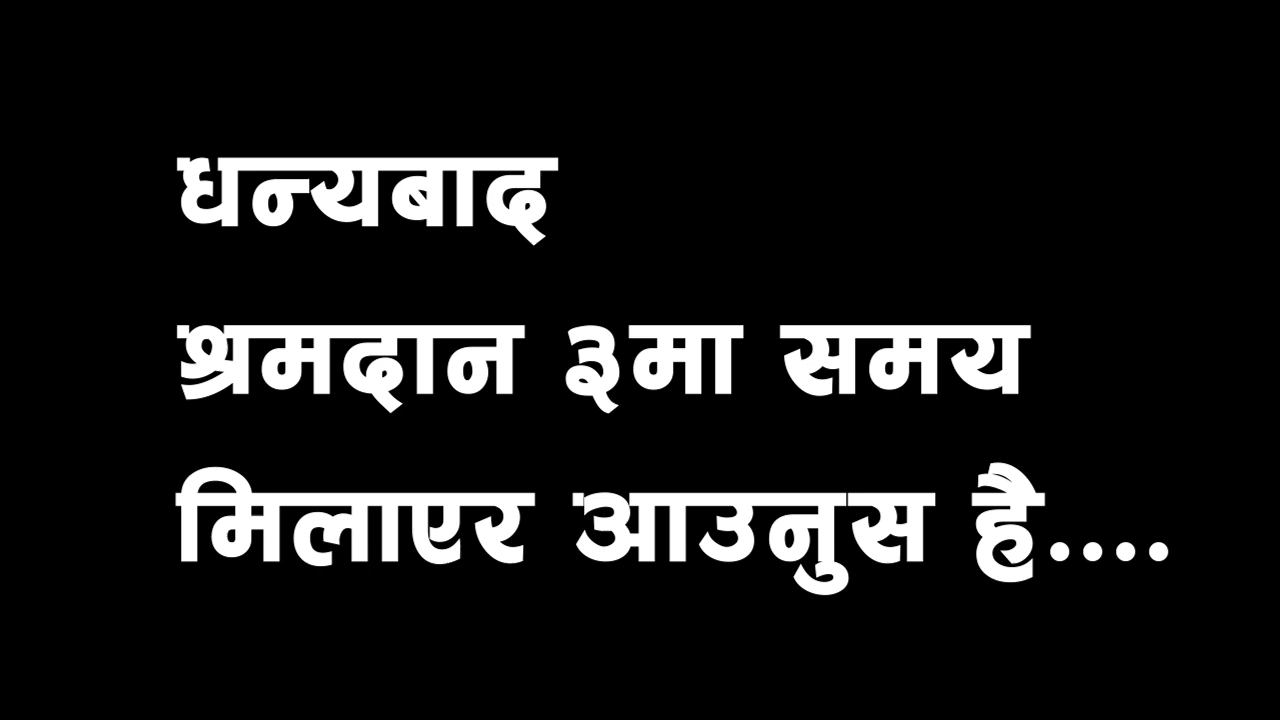 धन्यबाद
श्रमदान ३मा समय
मिलाएर आउनुस है....